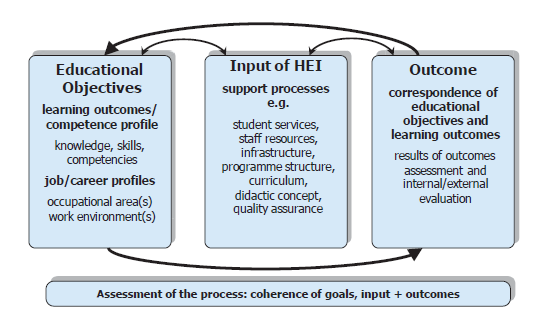 Educational
Objectives
learning outcomes/
competence profile
knowledge, skills,
competencies
job/career profiles
occupational area(s)
work environment(s)
Input of HEI
support processes
e.g.
student services,
staff resources,
infrastructure,
programme structure,
curriculum,
didactic concept,
quality assurance
Outcome
correspondence of
educational
objectives and
learning outcomes
results of outcomes
assessment and
internal/external
evaluation
Assessment of the process: coherence of goals, input + outcomes